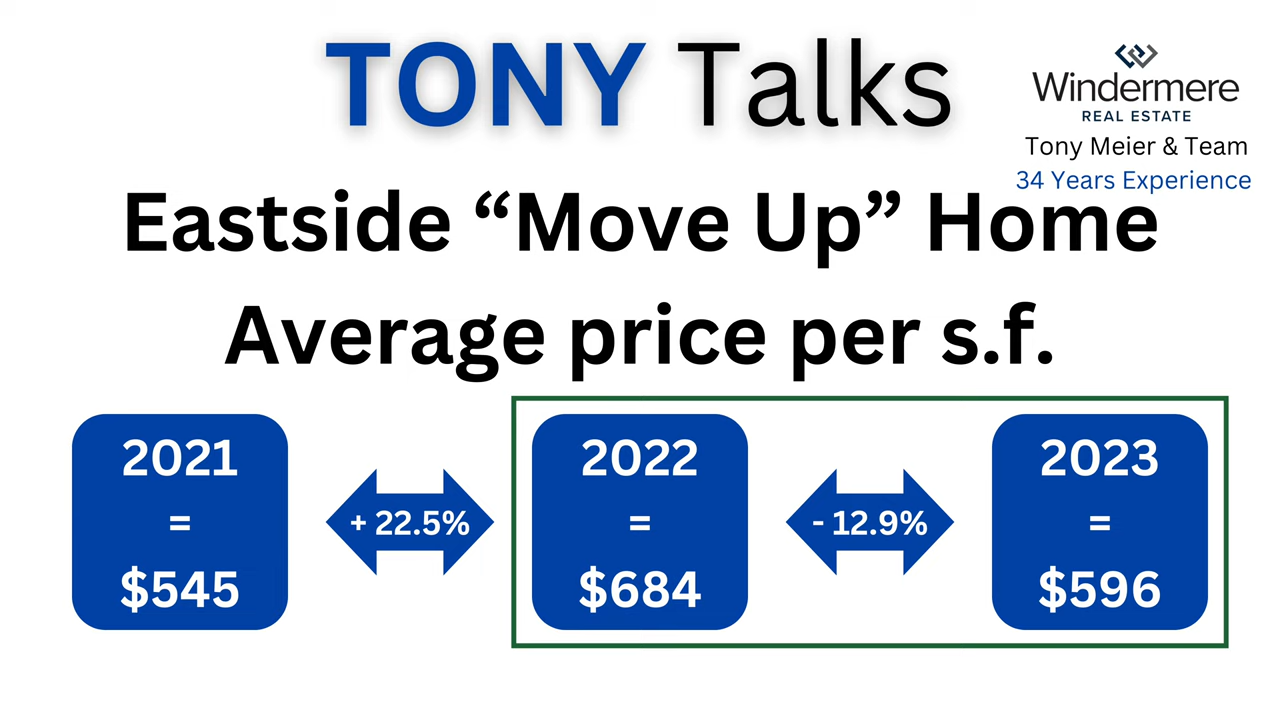 TONY Talks
Windermere
REAL ESTATE
Tony Meier & Team
34 Years Experience
Eastside “Move Up” Home
Average price per s.f.
2021
=
$545
+ 22.5%
2022
=
$684
- 12.9%
2023
=
$596